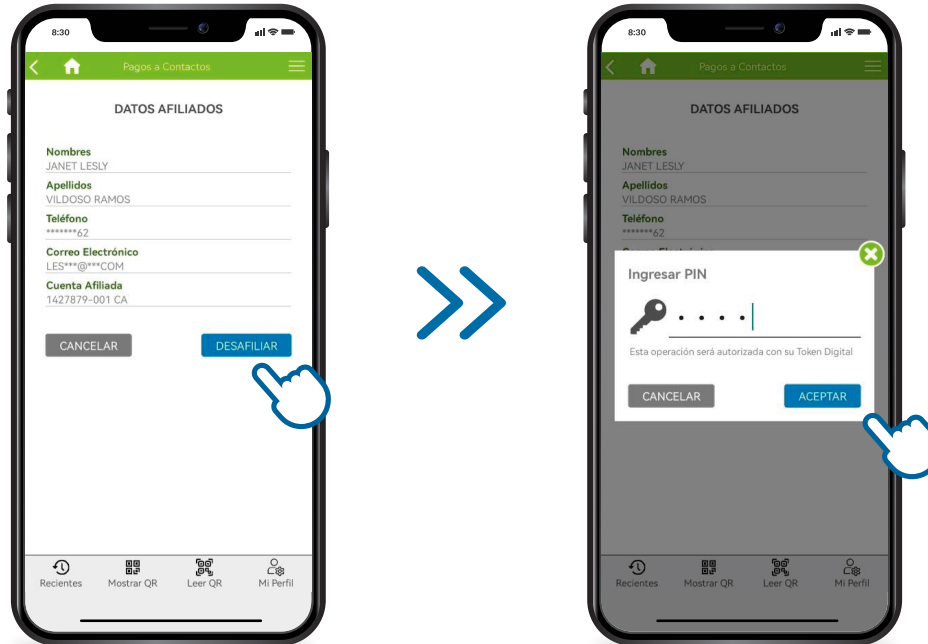 8:30
Pagos a Contactos
DATOS AFILIADOS
Nombres
JANET LESLY
Apellidos
VILDOSO RAMOS
Teléfono
*******62
Correo Electrónico
LES***@***COM
Cuenta Afiliada
1427879-001 CA
CANCELAR
DESAFILIAR
Recientes
Mostrar QR
Leer QR
Mi Perfil
8:30
Pagos a Contactos
DATOS AFILIADOS
Nombres
JANET LESLY
Apellidos
VILDOSO RAMOS
Teléfono
*******62
Correo Electrónico
Ingresar PIN
Esta operación será autorizada con su Token Digital
CANCELAR
ACEPTAR
Recientes
Mostrar QR
Leer QR
Mi Perfil